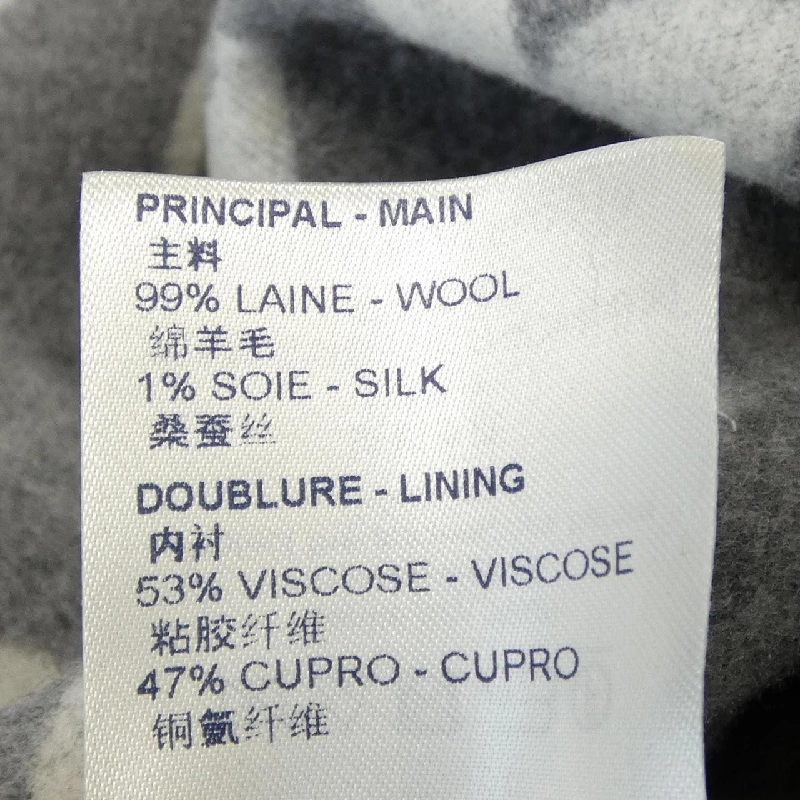 PRINCIPAL - MAIN
主料
99% LAINE - WOOL
绵羊毛
1% SOIE - SILK
桑蚕丝
DOUBLURE - LINING
内衬
53% VISCOSE - VISCOSE
粘胶纤维
47% CUPRO - CUPRO
铜氨纤维